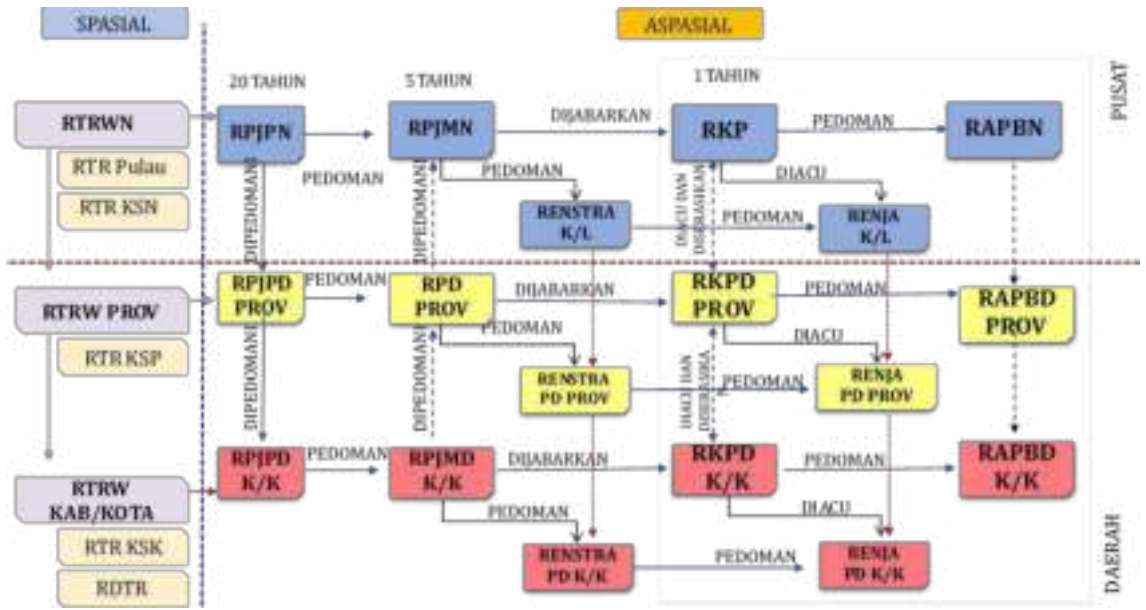 SPASIAL
ASPASIAL
20 TAHUN
5 TAHUN
1 TAHUN
PUSAT
RTRWN
RPJPN
RPJMN
DIJABARKAN
RKP
PEDOMAN
RAPBN
RTR Pulau
RTR KSN
DIPEDOMANI
PEDOMAN
DIPEDOMANI
PEDOMAN
RENSTRA
K/L
DIACU DAN
DISERASIKAN
PEDOMAN
DIACU
RENJA
K/L
RTRW PROV
RPJPD
PROV
PEDOMAN
RPD
PROV
DIJABARKAN
RKPD
PROV
PEDOMAN
RAPBD
PROV
RTR KSP
DIPEDOMANI
DIPEDOMANI
PEDOMAN
RENSTRA
PD PROV
PEDOMAN
DIACU
RENJA
PD PROV
RTRW
KAB/KOTA
RPJPD
K/K
PEDOMAN
RPJMD
K/K
DIJABARKAN
RKPD
K/K
PEDOMAN
RAPBD
K/K
RTR KSK
RDTR
PEDOMAN
RENSTRA
PD K/K
PEDOMAN
DIACU
RENJA
PD K/K
DAERAH